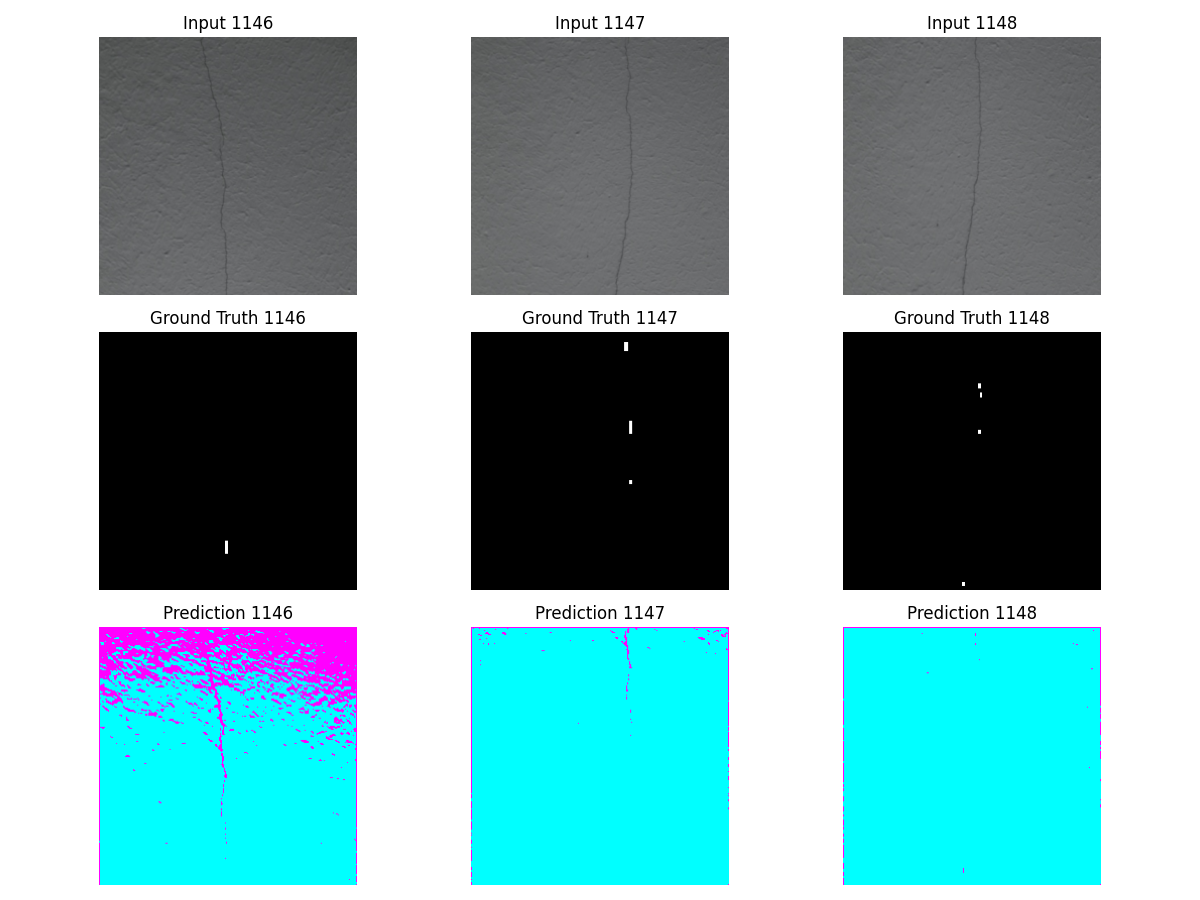 Input 1146
Input 1147
Input 1148
Ground Truth 1146
Ground Truth 1147
Ground Truth 1148
Prediction 1146
Prediction 1147
Prediction 1148